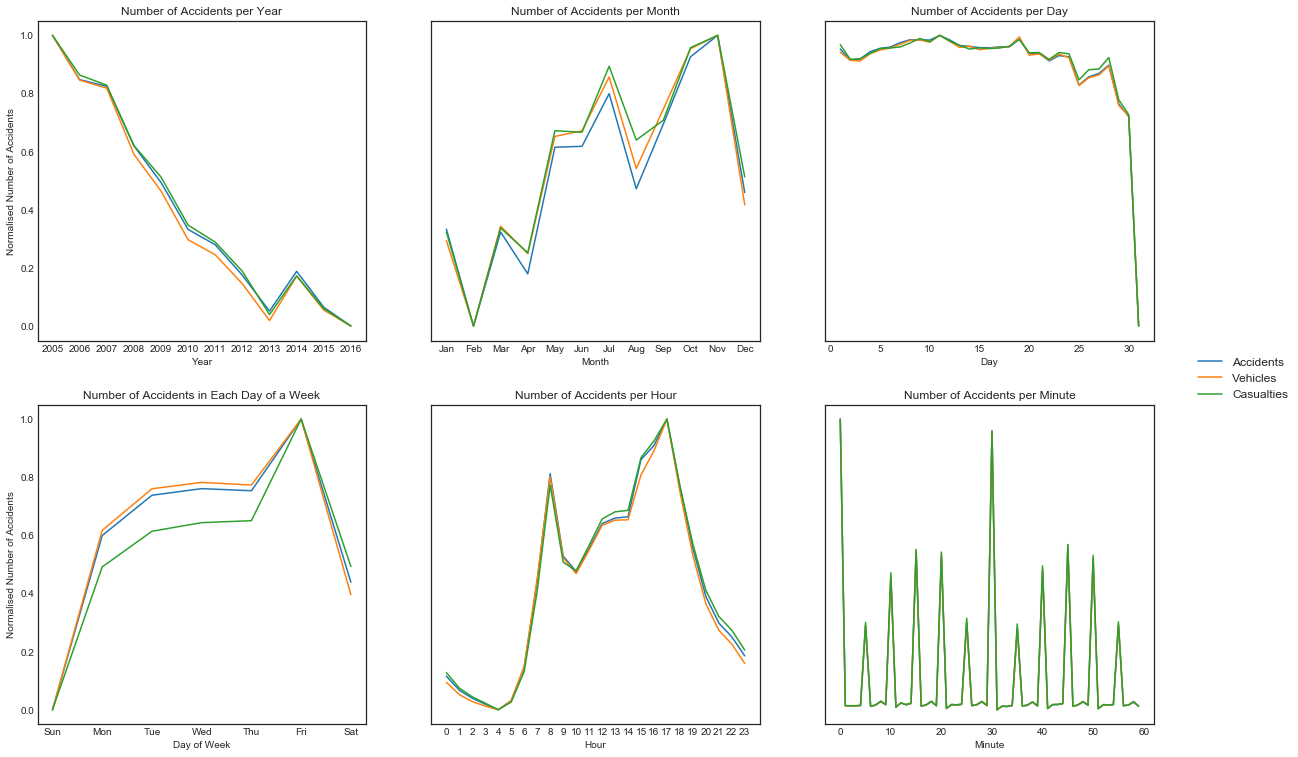 Number of Accidents per Year
Number of Accidents per Month
Number of Accidents per Day
Normalised Number of Accidents
1.0
0.8
0.6
0.4
0.2
0.0
2005 2006 2007 2008 2009 2010 2011 2012 2013 2014 2015 2016
Year
Jan Feb Mar Apr May Jun Jul Aug Sep Oct Nov Dec
Month
0 5 10 15 20 25 30
Day
Accidents
Vehicles
Casualties
Number of Accidents in Each Day of a Week
Number of Accidents per Hour
Number of Accidents per Minute
Normalised Number of Accidents
1.0
0.8
0.6
0.4
0.2
0.0
Sun Mon Tue Wed Thu Fri Sat
Day of Week
0 1 2 3 4 5 6 7 8 9 10 11 12 13 14 15 16 17 18 19 20 21 22 23
Hour
0 10 20 30 40 50 60
Minute